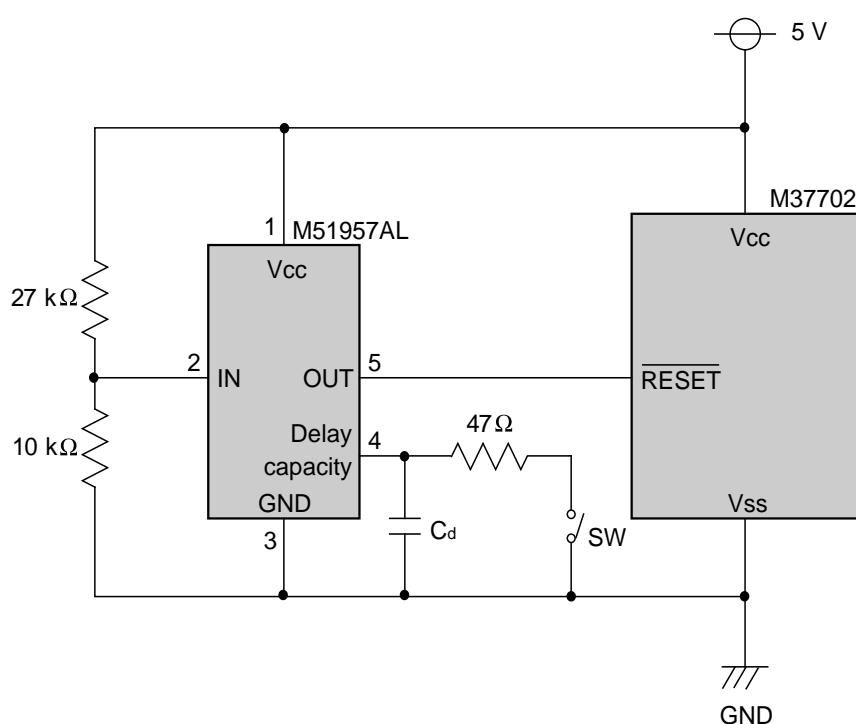 5 V
M37702
1
M51957AL
Vcc
Vcc
27 kΩ
2
IN
OUT
5
RESET
10 kΩ
Delay
capacity
4
47Ω
GND
3
Cd
SW
Vss
GND